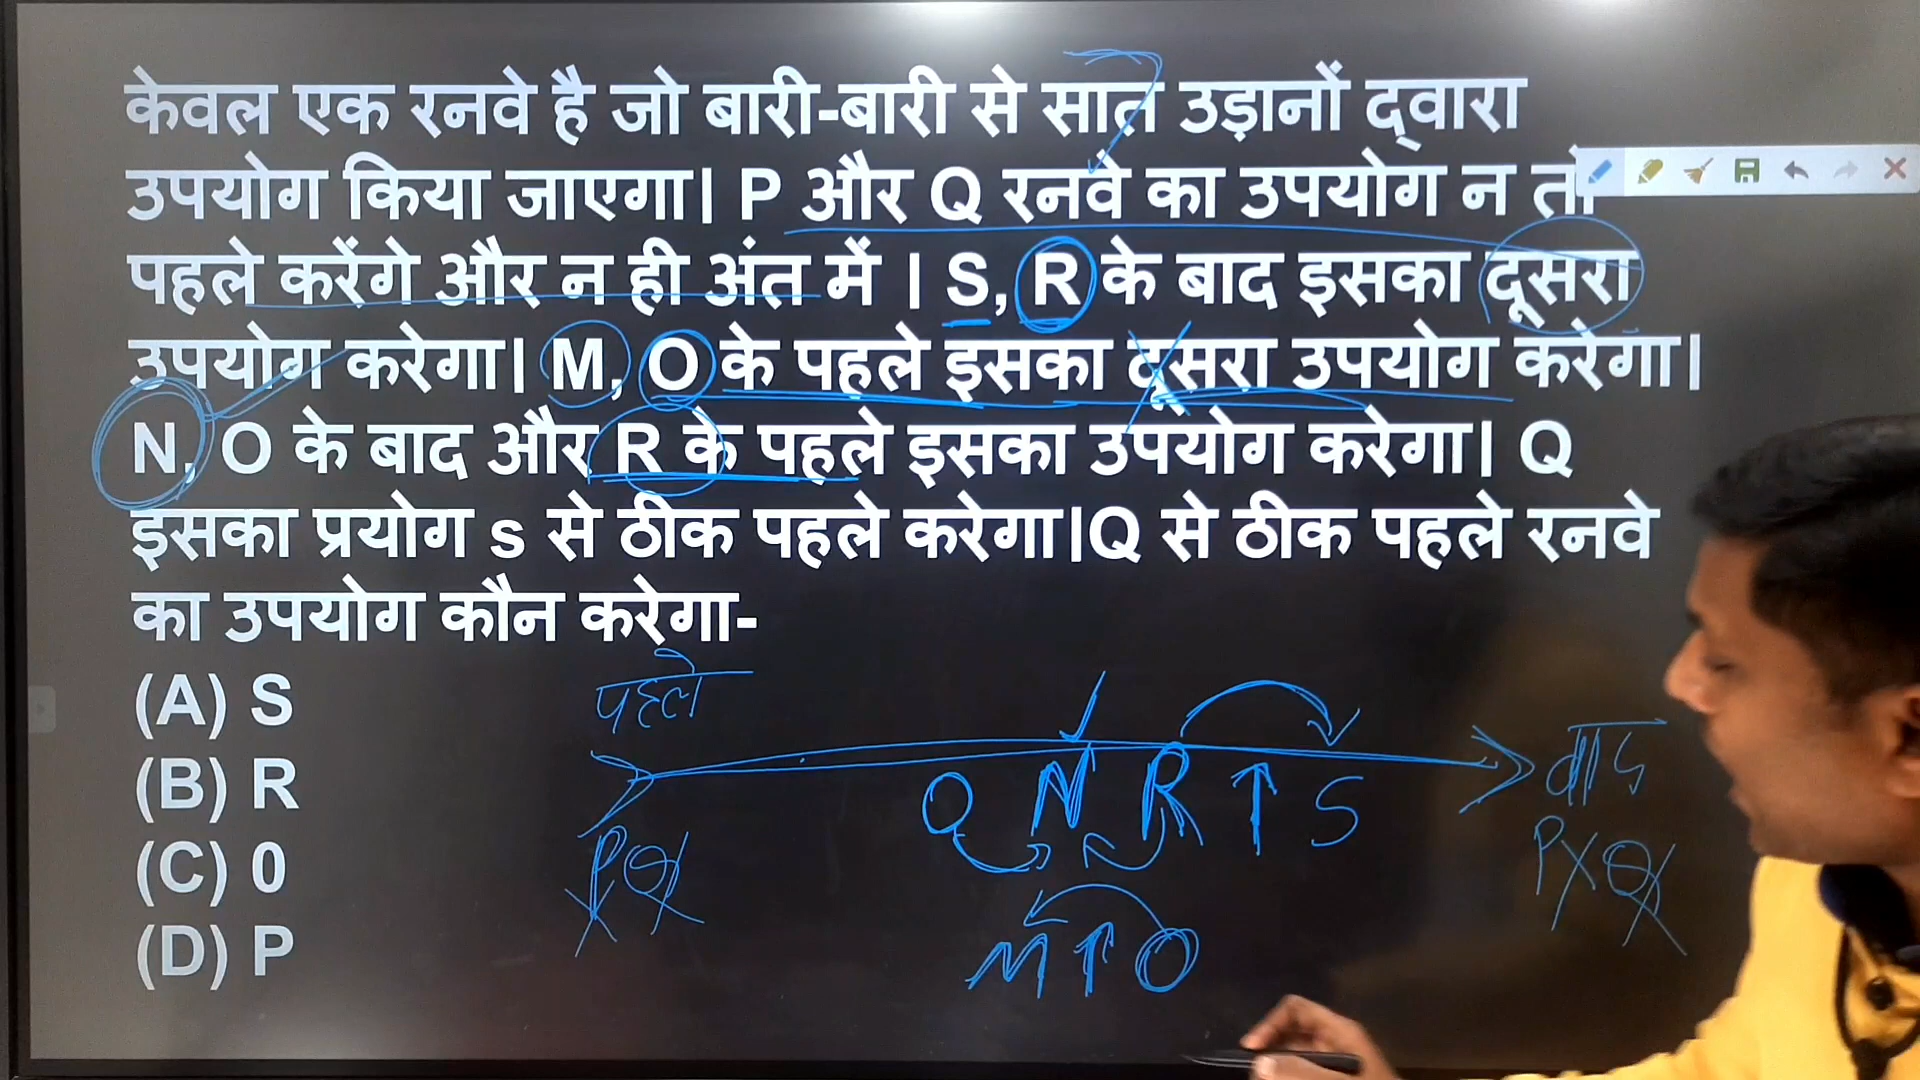 केवल एक रनवे है जो बारी-बारी से सात उड़ानों द्वारा
उपयोग किया जाएगा| P और Q रनवे का उपयोग न तो
पहले करेंगे और न ही अंत में | S, R के बाद इसका दूसरा
उपयोग करेगा| M, O के पहले इसका दूसरा उपयोग करेगा|
N, O के बाद और R के पहले इसका उपयोग करेगा| Q
इसका प्रयोग s से ठीक पहले करेगा|Q से ठीक पहले रनवे
का उपयोग कौन करेगा-
(A) S
(B) R
(C) 0
(D) P
पहले
बाद
O N R ↑ S
P Q
P X Q
M ↑ O